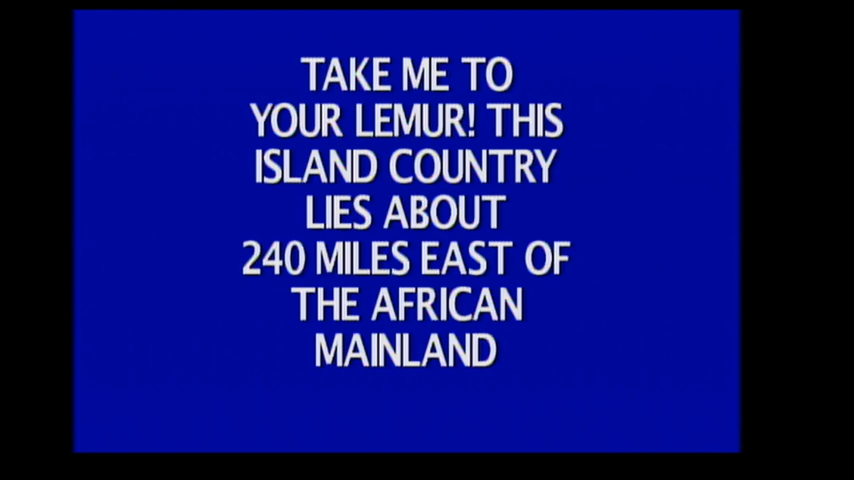 TAKE ME TO
YOUR LEMUR! THIS
ISLAND COUNTRY
LIES ABOUT
240 MILES EAST OF
THE AFRICAN
MAINLAND